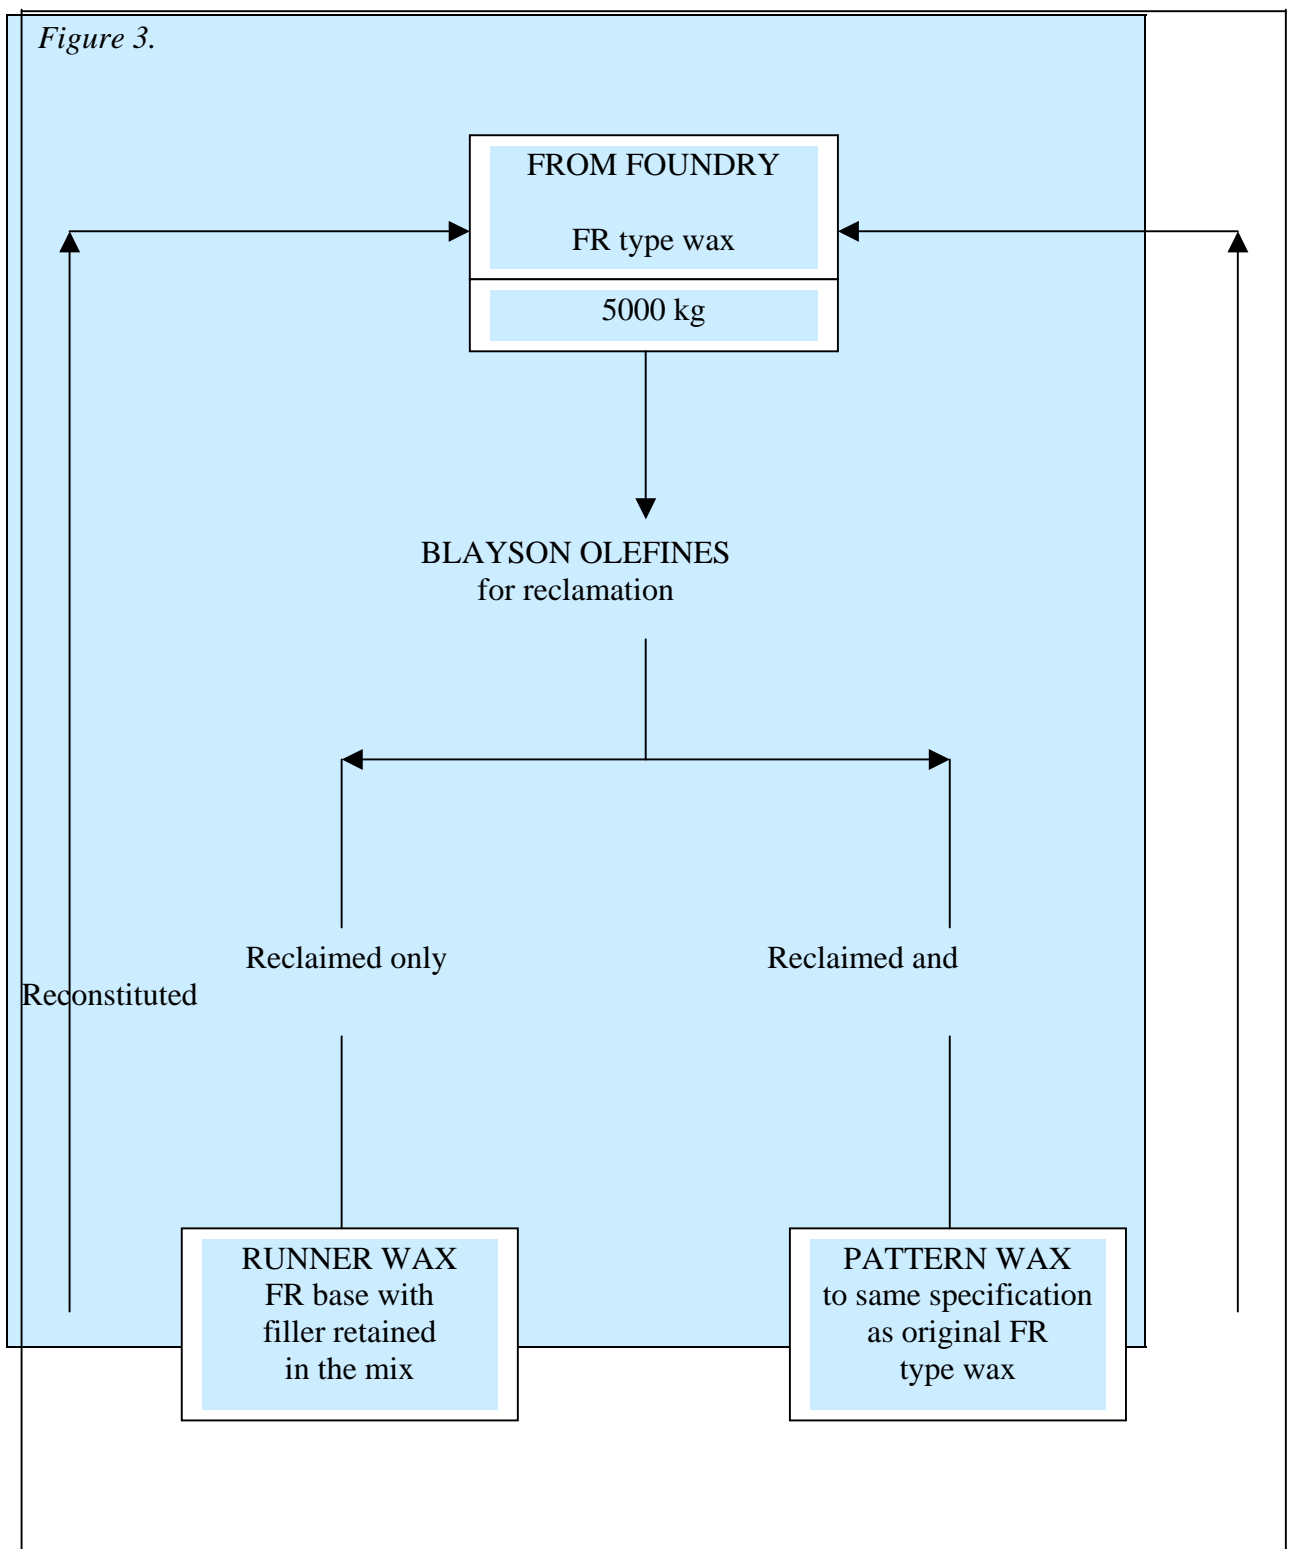 Figure 3.
FROM FOUNDRY
FR type wax
5000 kg
BLAYSON OLEFINES
for reclamation
Reclaimed only Reclaimed and
Reconstituted
RUNNER WAX
FR base with
filler retained
in the mix
PATTERN WAX
to same specification
as original FR
type wax